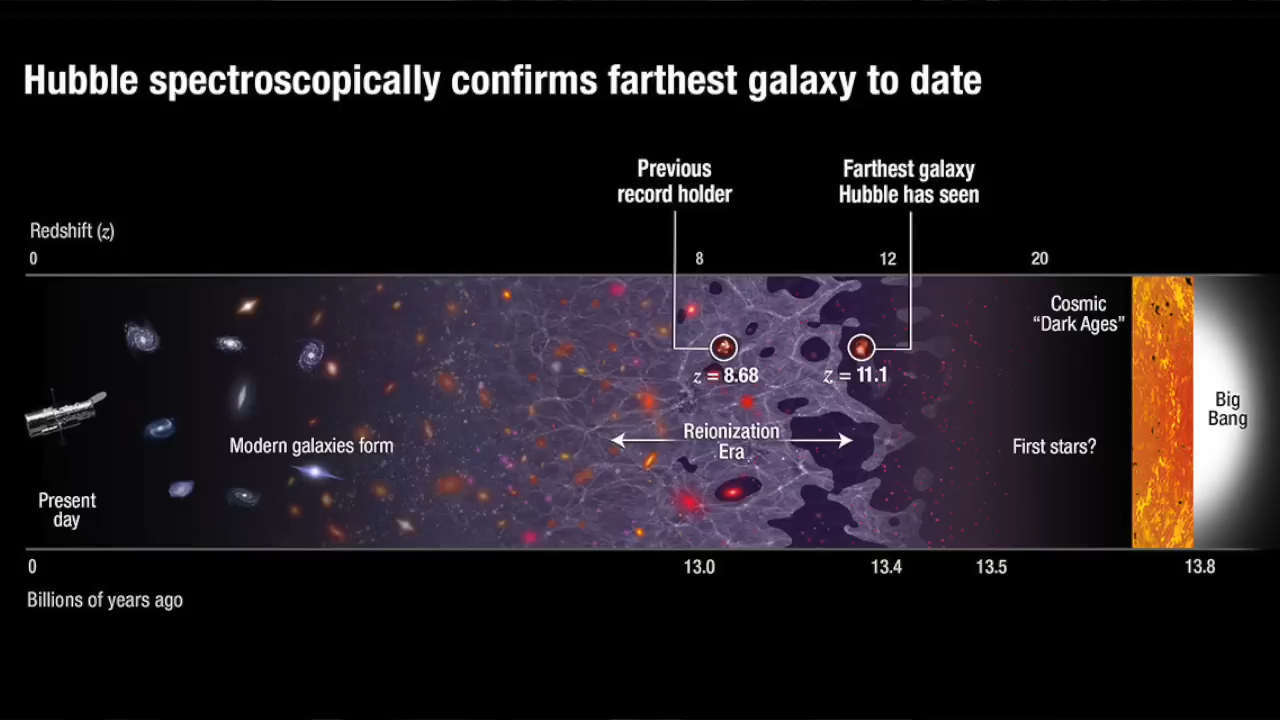 Hubble spectroscopically confirms farthest galaxy to date
Previous
record holder
Farthest galaxy
Hubble has seen
Redshift (z)
0
8
12
20
Cosmic
“Dark Ages”
z = 8.68
z = 11.1
Big
Bang
Reionization
Era
Modern galaxies form
First stars?
Present
day
0
13.0
13.4
13.5
13.8
Billions of years ago